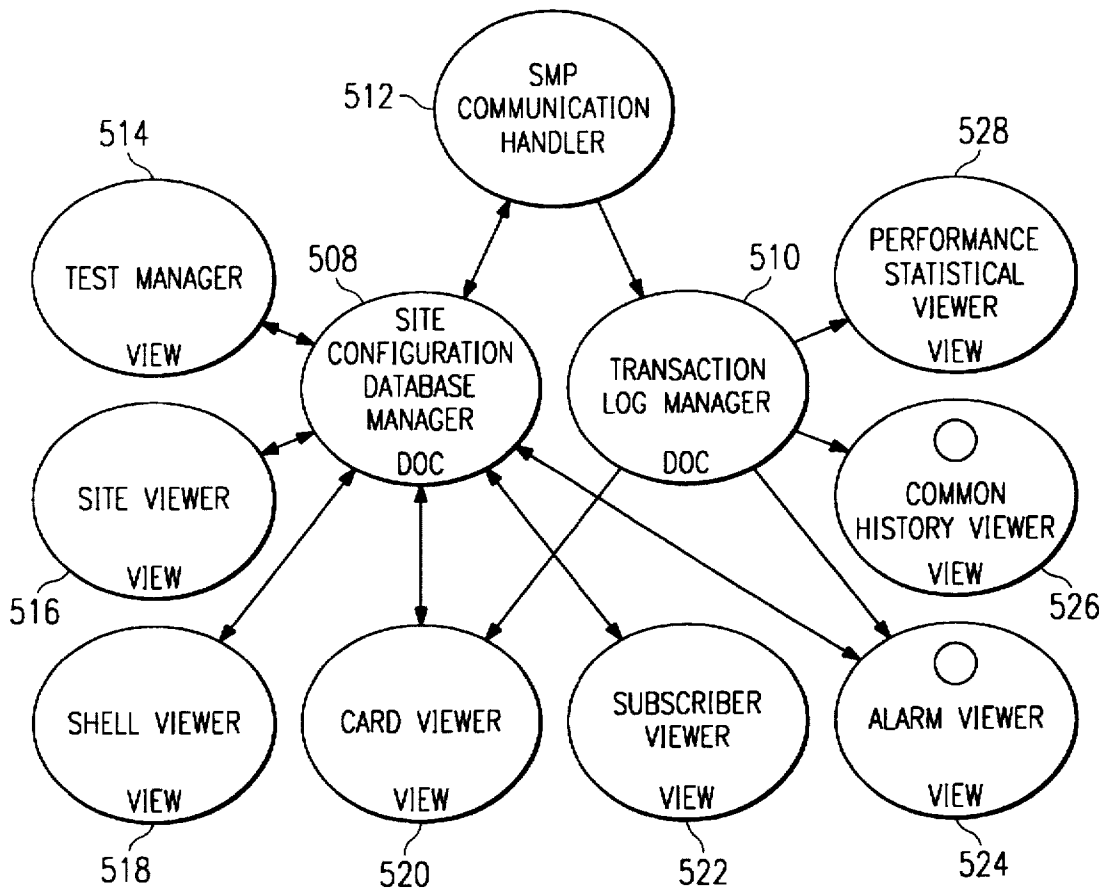 512
SMP
COMMUNICATION
HANDLER
514
TEST MANAGER
VIEW
508
SITE
CONFIGURATION
DATABASE
MANAGER
DOC
510
TRANSACTION
LOG MANAGER
DOC
528
PERFORMANCE
STATISTICAL
VIEWER
VIEW
SITE VIEWER
VIEW
516
COMMON
HISTORY VIEWER
VIEW
526
SHELL VIEWER
VIEW
518
CARD VIEWER
VIEW
520
SUBSCRIBER
VIEWER
VIEW
522
ALARM VIEWER
VIEW
524